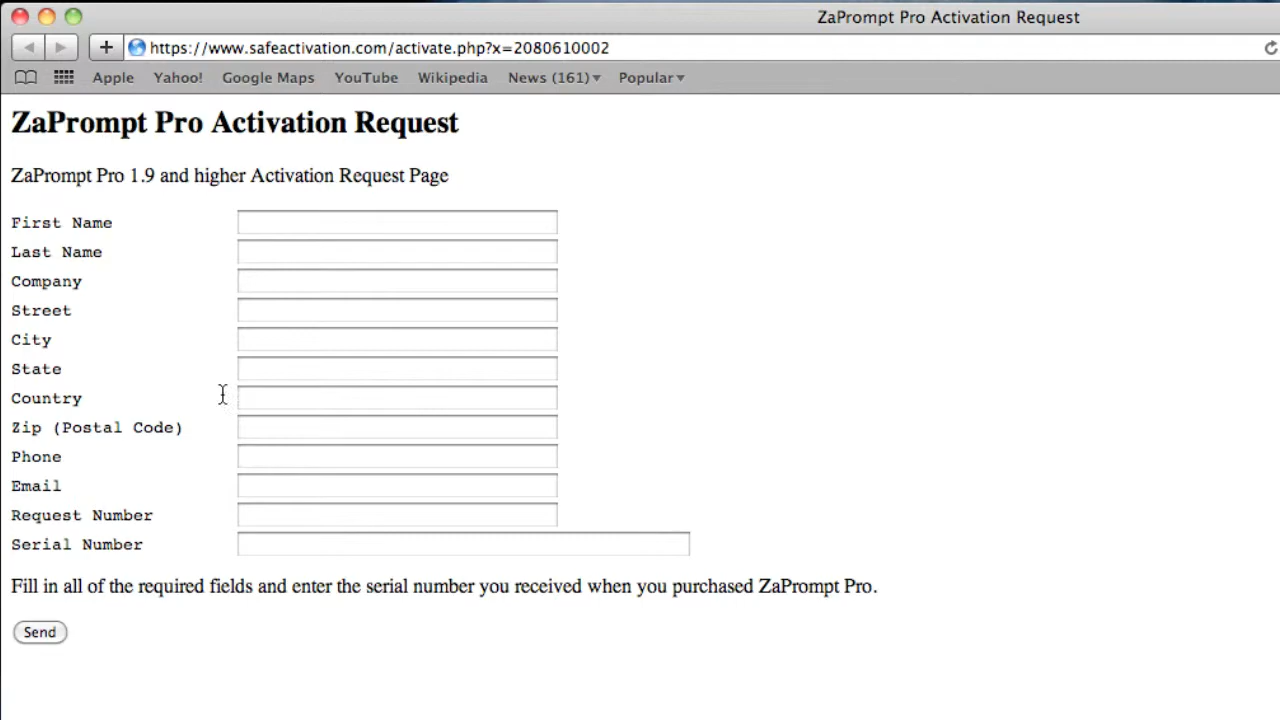 ZaPrompt Pro Activation Request
https://www.safeactivation.com/activate.php?x=2080610002
Apple Yahoo! Google Maps YouTube Wikipedia News (161) Popular
ZaPrompt Pro Activation Request
ZaPrompt Pro 1.9 and higher Activation Request Page
First Name
Last Name
Company
Street
City
State
Country
Zip (Postal Code)
Phone
Email
Request Number
Serial Number
Fill in all of the required fields and enter the serial number you received when you purchased ZaPrompt Pro.
Send